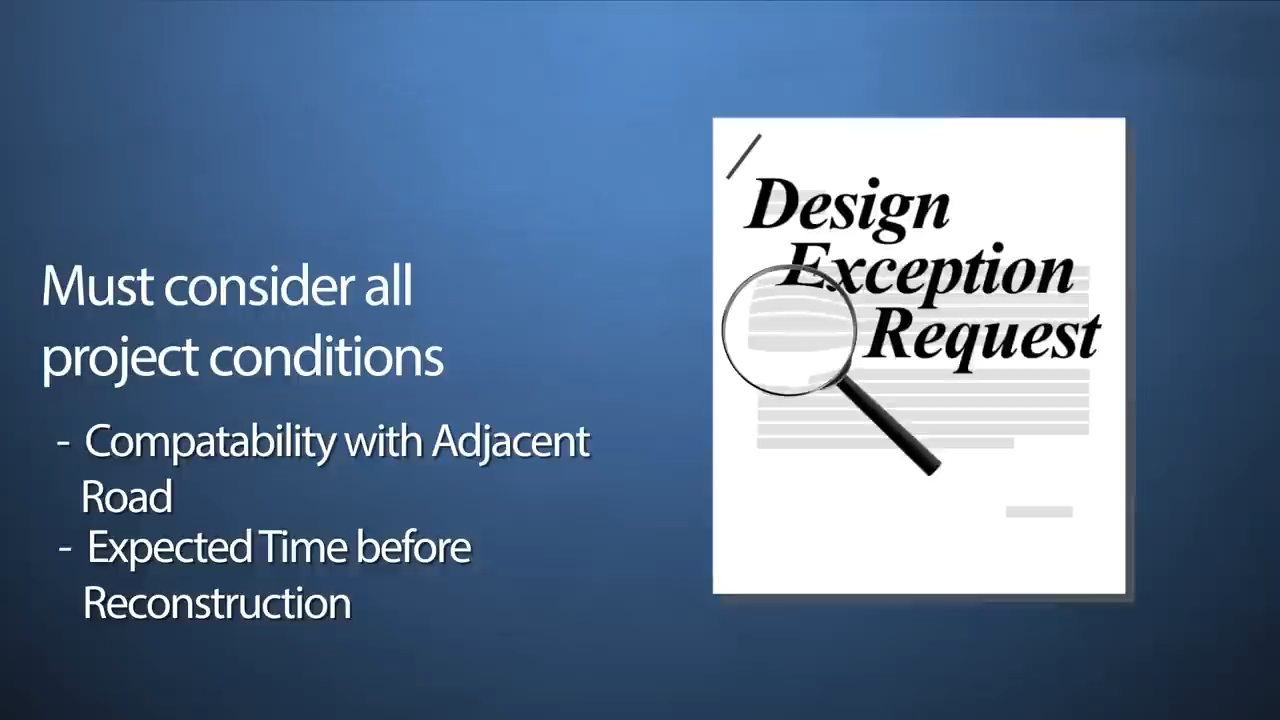 Must consider all
project conditions
- Compatability with Adjacent
Road
- Expected Time before
Reconstruction
Design
Exception
Request